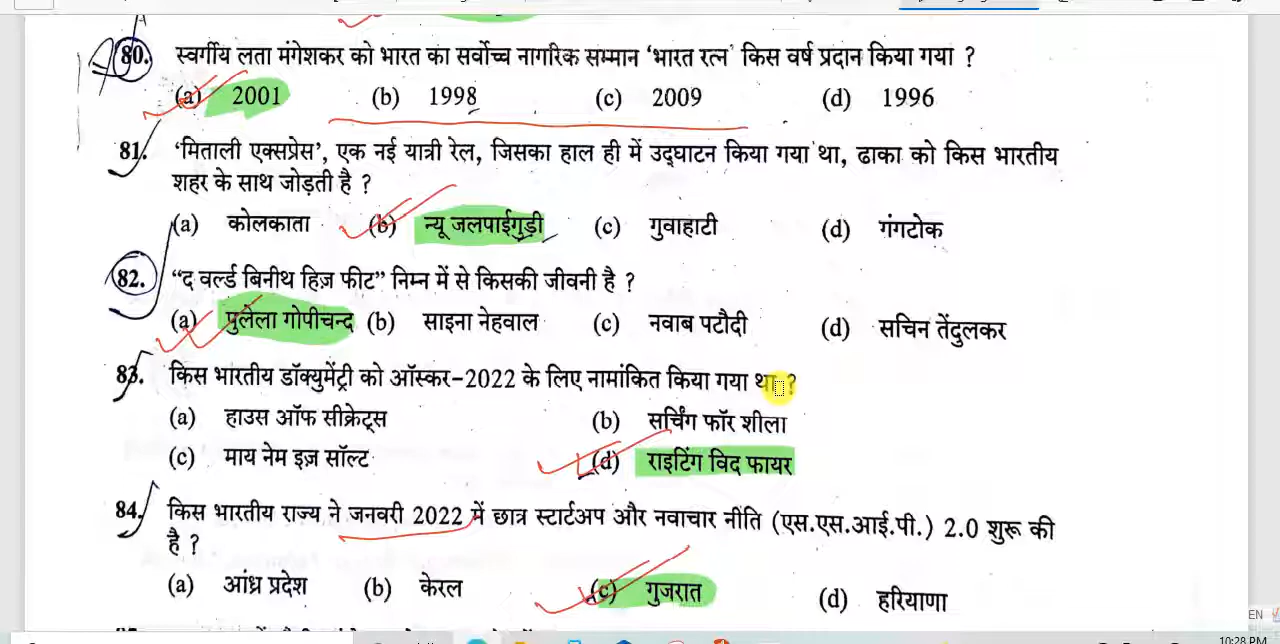 80. स्वर्गीय लता मंगेशकर को भारत का सर्वोच्च नागरिक सम्मान 'भारत रत्न' किस वर्ष प्रदान किया गया ?
(a) 2001 (b) 1998 (c) 2009 (d) 1996
81. 'मिताली एक्सप्रेस', एक नई यात्री रेल, जिसका हाल ही में उद्घाटन किया गया था, ढाका को किस भारतीय
शहर के साथ जोड़ती है ?
(a) कोलकाता (b) न्यू जलपाईगुड़ी (c) गुवाहाटी (d) गंगटोक
82. "द वर्ल्ड बिनीथ हिज़ फीट" निम्न में से किसकी जीवनी है ?
(a) पुलेला गोपीचन्द (b) साइना नेहवाल (c) नवाब पटौदी (d) सचिन तेंदुलकर
83. किस भारतीय डॉक्युमेंट्री को ऑस्कर-2022 के लिए नामांकित किया गया था ?
(a) हाउस ऑफ सीक्रेट्स (b) सर्चिंग फॉर शीला
(c) माय नेम इज़ सॉल्ट (d) राइटिंग विद फायर
84. किस भारतीय राज्य ने जनवरी 2022 में छात्र स्टार्टअप और नवाचार नीति (एस.एस.आई.पी.) 2.0 शुरू की
है ?
(a) आंध्र प्रदेश (b) केरल (c) गुजरात (d) हरियाणा
EN
10:28 PM